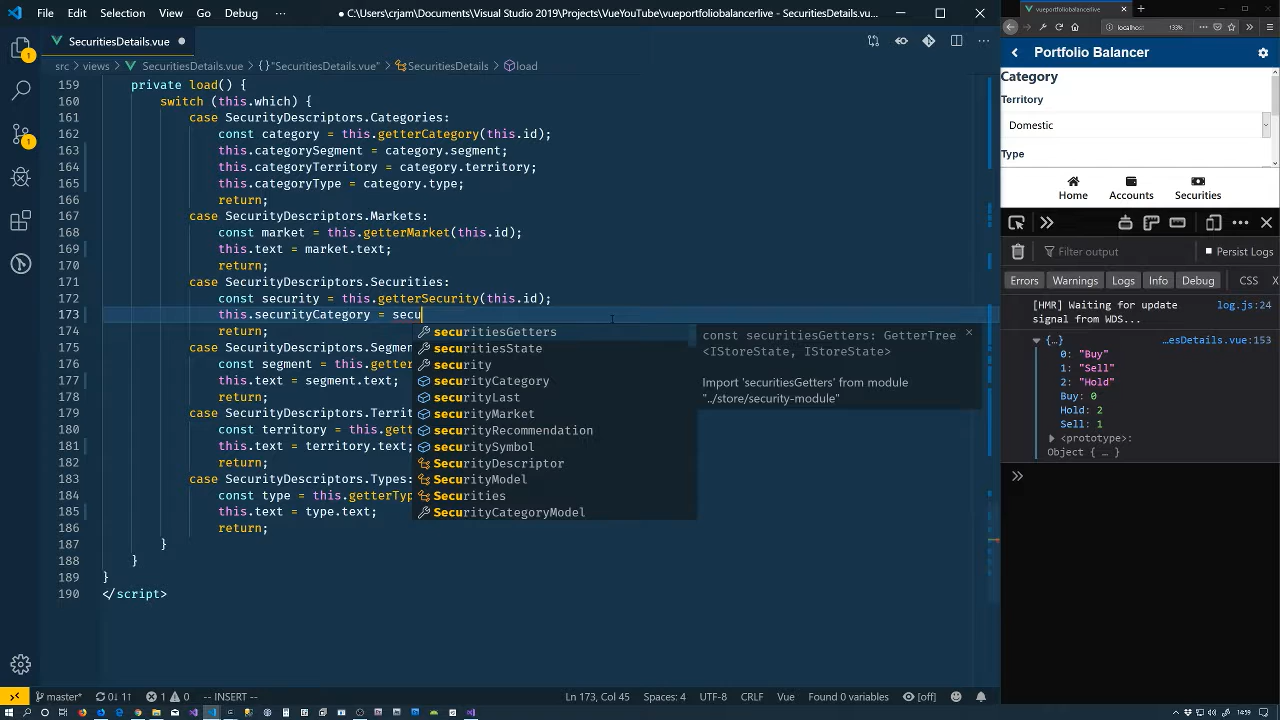 File Edit Selection View Go Debug ··· ● C:\Users\crjam\Documents\Visual Studio 2019\Projects\VueYouTube\vueportfoliobalancerlive\SecuritiesDetails.vue...
SecuritiesDetails.vue ●
src › views › SecuritiesDetails.vue › {} "SecuritiesDetails.vue" › SecuritiesDetails › load
159 private load() {
160 switch (this.which) {
161 case SecurityDescriptors.Categories:
162 const category = this.getterCategory(this.id);
163 this.categorySegment = category.segment;
164 this.categoryTerritory = category.territory;
165 this.categoryType = category.type;
166 return;
167 case SecurityDescriptors.Markets:
168 const market = this.getterMarket(this.id);
169 this.text = market.text;
170 return;
171 case SecurityDescriptors.Securities:
172 const security = this.getterSecurity(this.id);
173 this.securityCategory = secu
174 return;
175 case SecurityDescriptors.Segmen
176 const segment = this.getter
177 this.text = segment.text;
178 return;
179 case SecurityDescriptors.Territ
180 const territory = this.gett
181 this.text = territory.text;
182 return;
183 case SecurityDescriptors.Types:
184 const type = this.getterTyp
185 this.text = type.text;
186 return;
187 }
188 }
189 }
190 </script>
securitiesGetters
securitiesState
security
securityCategory
securityLast
securityMarket
securityRecommendation
securitySymbol
SecurityDescriptor
SecurityModel
Securities
SecurityCategoryModel
const securitiesGetters: GetterTree
<IStoreState, IStoreState>
Import 'securitiesGetters' from module
"../store/security-module"
master* 0↓ 1↑ 1 0 -- INSERT -- Ln 173, Col 45 Spaces: 4 UTF-8 CRLF Vue Found 0 variables [off]
vueportfoliobalancerlive
localhost
133%
Portfolio Balancer
Category
Territory
Domestic
Type
Home Accounts Securities
Filter output Persist Logs
Errors Warnings Logs Info Debug CSS
[HMR] Waiting for update log.js:24
signal from WDS...
{…} …esDetails.vue:153
0: "Buy"
1: "Sell"
2: "Hold"
Buy: 0
Hold: 2
Sell: 1
<prototype>:
Object { … }
14:59